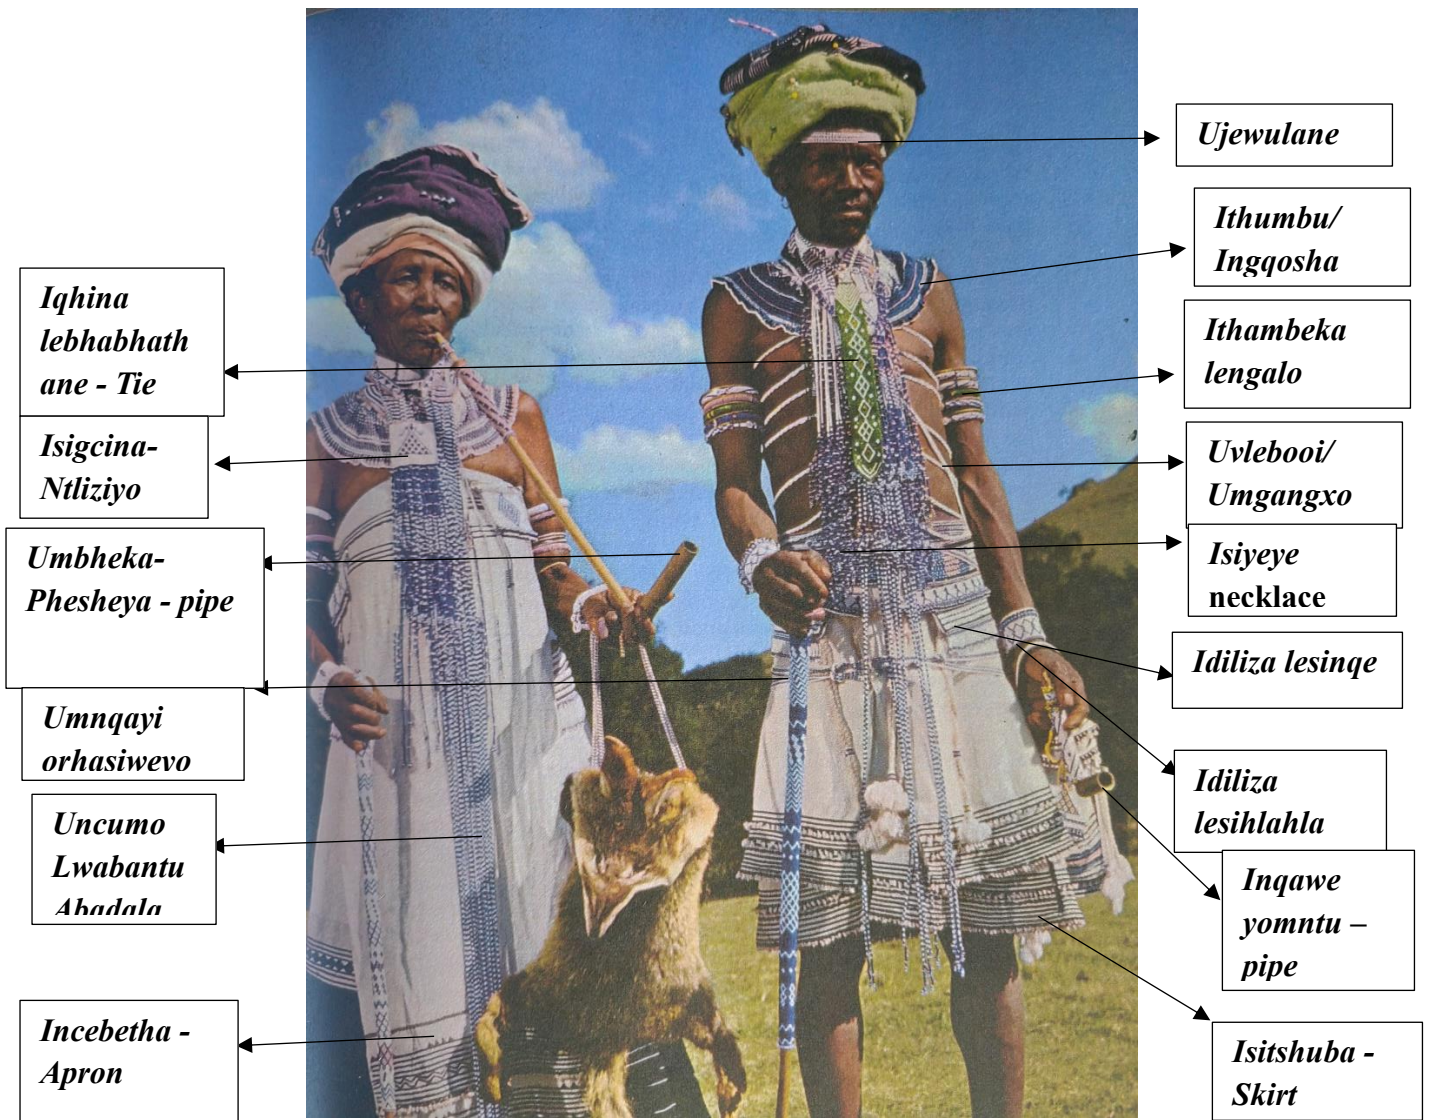 Iqhina
lebhabhath
ane - Tie
Isigcina-
Ntliziyo
Umbheka-
Phesheya - pipe
Umnqayi
orhasiwevo
Uncumo
Lwabantu
Abadala
Incebetha -
Apron
Ujewulane
Ithumbu/
Ingqosha
Ithambeka
lengalo
Uvlebooi/
Umgangxo
Isiyeye
necklace
Idiliza lesinqe
Idiliza
lesihlahla
Inqawe
yomntu –
pipe
Isitshuba -
Skirt